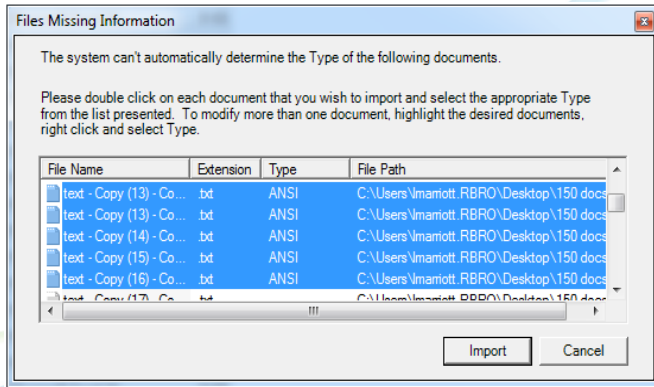 Files Missing Information
The system can't automatically determine the Type of the following documents.
Please double click on each document that you wish to import and select the appropriate Type
from the list presented. To modify more than one document, highlight the desired documents,
right click and select Type.
File Name Extension Type File Path
text - Copy (13) - Co... .txt ANSI C:\Users\lmarriott.RBRO\Desktop\150 docs
text - Copy (13) - Co... .txt ANSI C:\Users\lmarriott.RBRO\Desktop\150 docs
text - Copy (14) - Co... .txt ANSI C:\Users\lmarriott.RBRO\Desktop\150 docs
text - Copy (15) - Co... .txt ANSI C:\Users\lmarriott.RBRO\Desktop\150 docs
text - Copy (16) - Co... .txt ANSI C:\Users\lmarriott.RBRO\Desktop\150 docs
text - Copy (17) - Co... .txt C:\Users\lmarriott.RBRO\Desktop\150 docs
Import Cancel